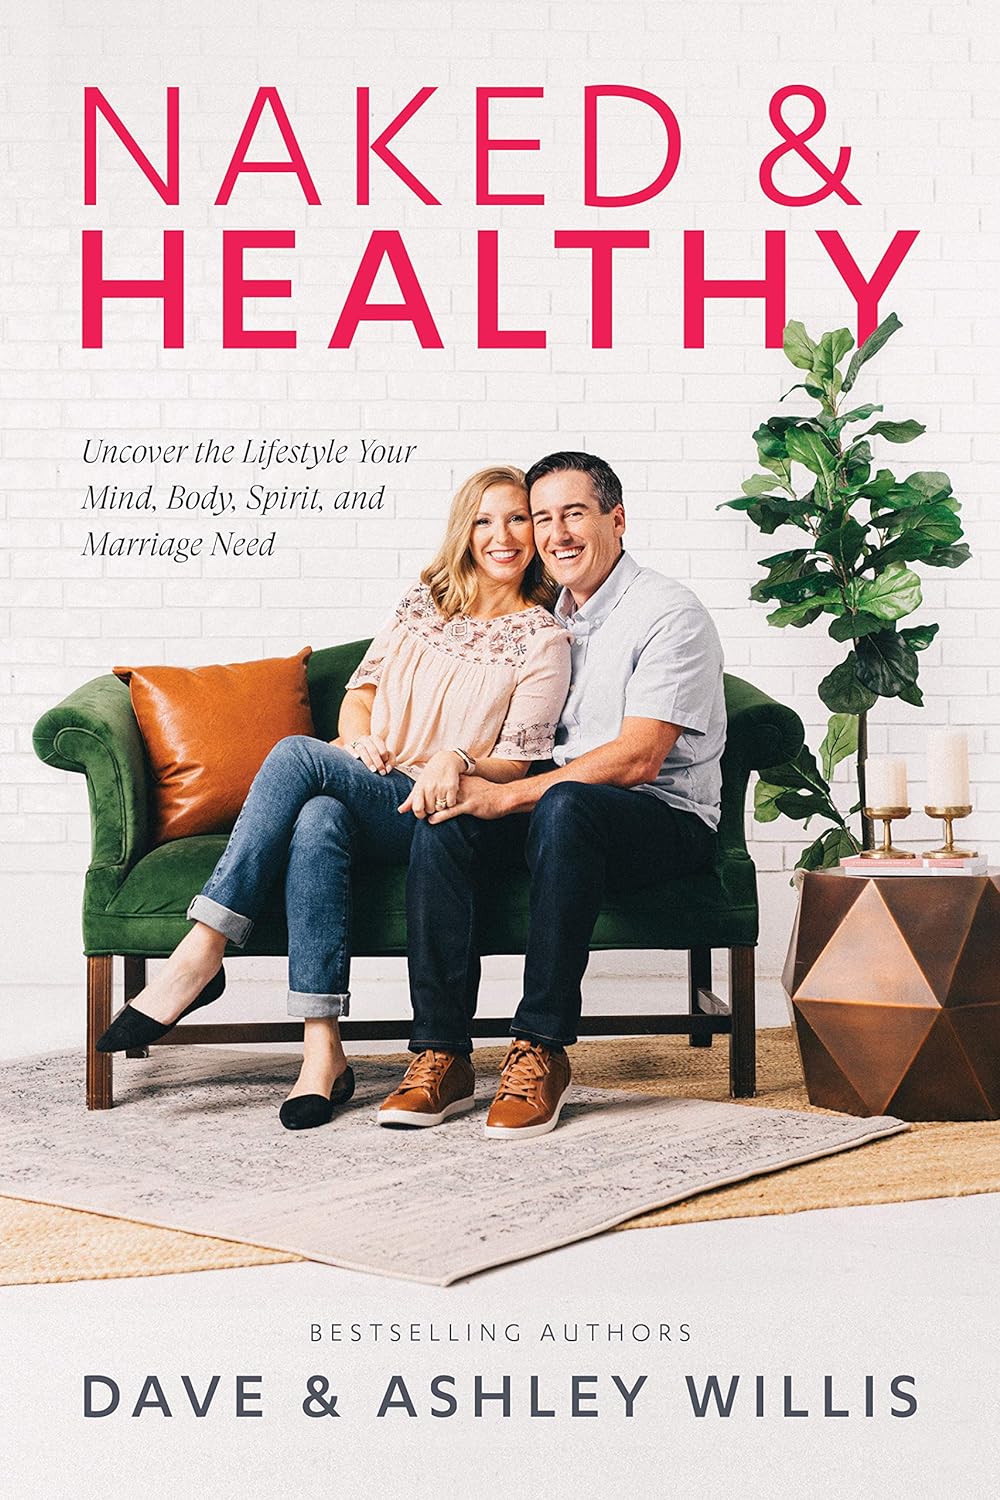 NAKED &
HEALTHY
Uncover the Lifestyle Your
Mind, Body, Spirit, and
Marriage Need
BESTSELLING AUTHORS
DAVE & ASHLEY WILLIS